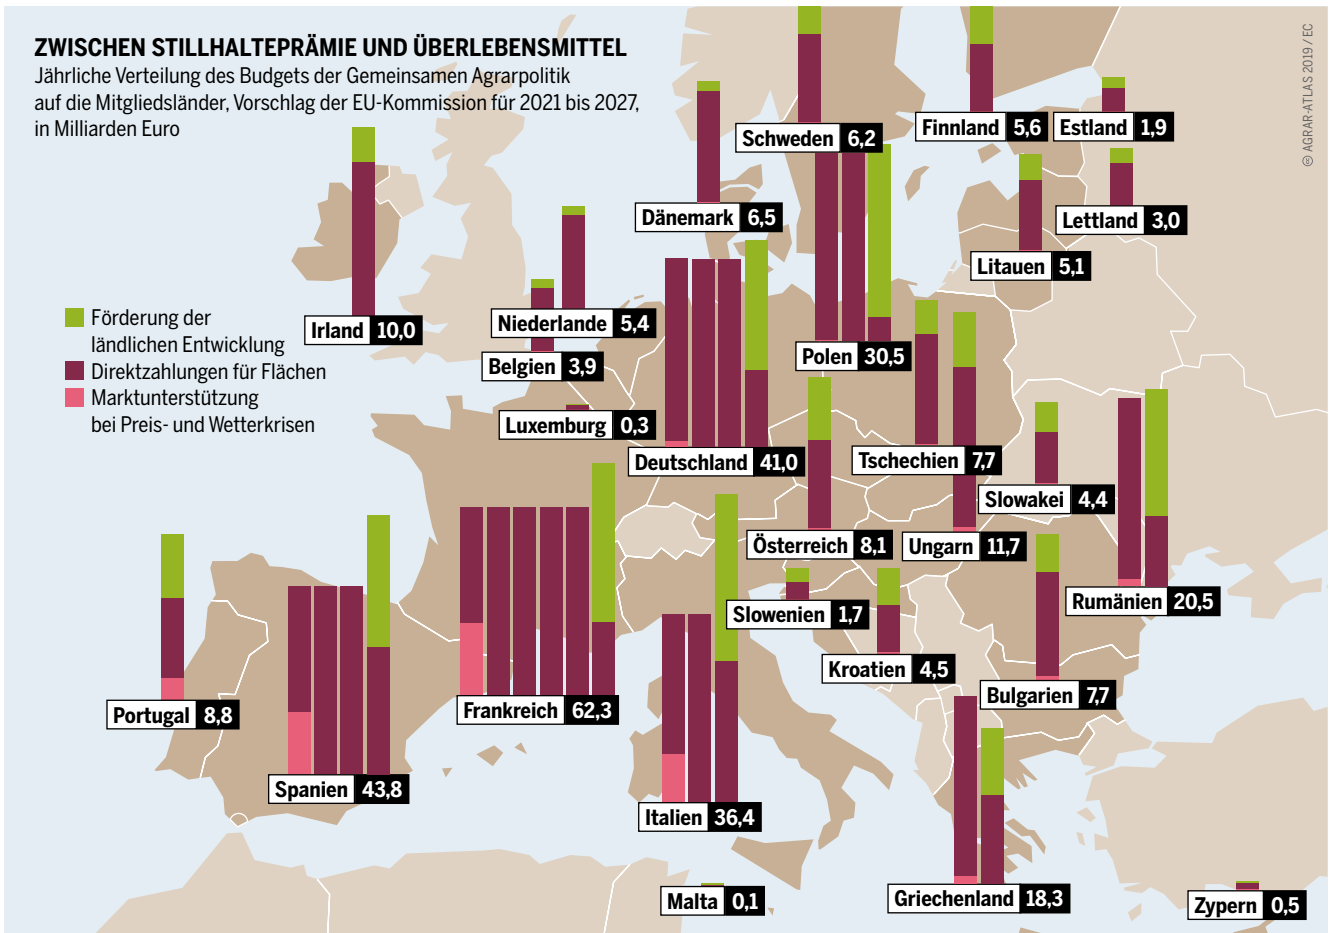 ZWISCHEN STILLHALTEPRÄMIE UND ÜBERLEBENSMITTEL
Jährliche Verteilung des Budgets der Gemeinsamen Agrarpolitik
auf die Mitgliedsländer, Vorschlag der EU-Kommission für 2021 bis 2027,
in Milliarden Euro
© AGRAR-ATLAS 2019 / EC
Schweden 6,2
Finnland 5,6
Estland 1,9
Dänemark 6,5
Lettland 3,0
Litauen 5,1
Irland 10,0
Niederlande 5,4
Belgien 3,9
Polen 30,5
Förderung der
ländlichen Entwicklung
Direktzahlungen für Flächen
Marktunterstützung
bei Preis- und Wetterkrisen
Luxemburg 0,3
Deutschland 41,0
Tschechien 7,7
Slowakei 4,4
Österreich 8,1
Ungarn 11,7
Rumänien 20,5
Slowenien 1,7
Kroatien 4,5
Bulgarien 7,7
Portugal 8,8
Frankreich 62,3
Spanien 43,8
Italien 36,4
Malta 0,1
Griechenland 18,3
Zypern 0,5